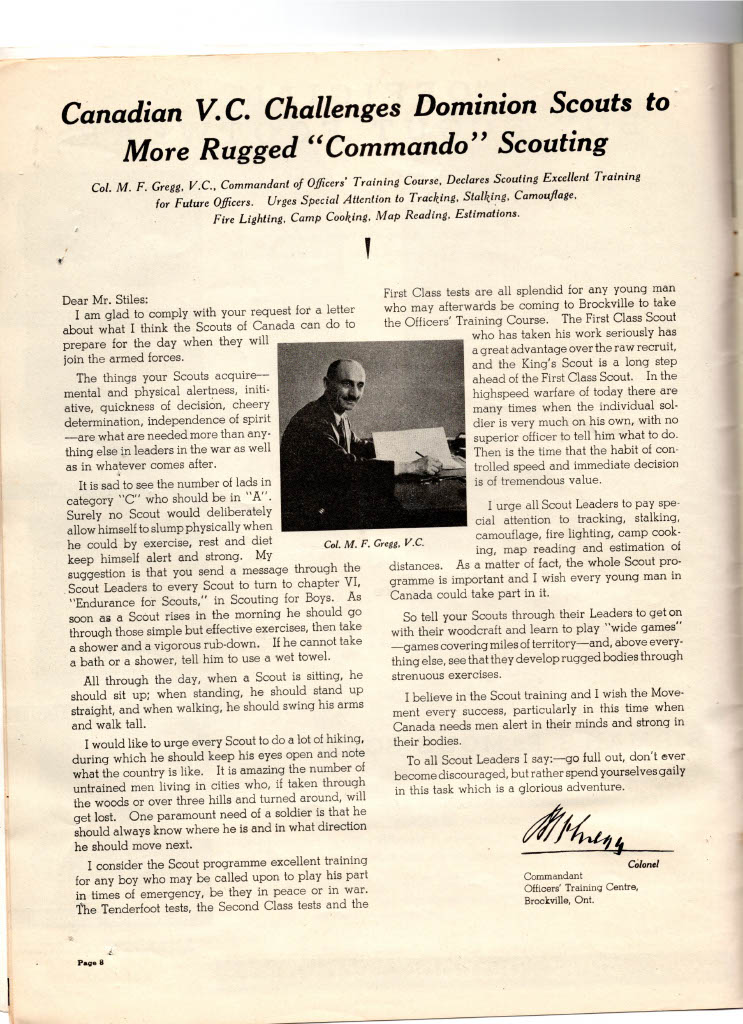 Canadian V.C. Challenges Dominion Scouts to
More Rugged "Commando" Scouting
Col. M. F. Gregg, V.C., Commandant of Officers' Training Course, Declares Scouting Excellent Training
for Future Officers. Urges Special Attention to Tracking, Stalking, Camouflage,
Fire Lighting, Camp Cooking, Map Reading, Estimations.
Dear Mr. Stiles:
I am glad to comply with your request for a letter
about what I think the Scouts of Canada can do to
prepare for the day when they will
join the armed forces.
The things your Scouts acquire—
mental and physical alertness, initi-
ative, quickness of decision, cheery
determination, independence of spirit
—are what are needed more than any-
thing else in leaders in the war as well
as in whatever comes after.
It is sad to see the number of lads in
category "C" who should be in "A".
Surely no Scout would deliberately
allow himself to slump physically when
he could by exercise, rest and diet
keep himself alert and strong. My
suggestion is that you send a message through the
Scout Leaders to every Scout to turn to chapter VI,
"Endurance for Scouts," in Scouting for Boys. As
soon as a Scout rises in the morning he should go
through those simple but effective exercises, then take
a shower and a vigorous rub-down. If he cannot take
a bath or a shower, tell him to use a wet towel.
All through the day, when a Scout is sitting, he
should sit up; when standing, he should stand up
straight, and when walking, he should swing his arms
and walk tall.
I would like to urge every Scout to do a lot of hiking,
during which he should keep his eyes open and note
what the country is like. It is amazing the number of
untrained men living in cities who, if taken through
the woods or over three hills and turned around, will
get lost. One paramount need of a soldier is that he
should always know where he is and in what direction
he should move next.
I consider the Scout programme excellent training
for any boy who may be called upon to play his part
in times of emergency, be they in peace or in war.
The Tenderfoot tests, the Second Class tests and the
First Class tests are all splendid for any young man
who may afterwards be coming to Brockville to take
the Officers' Training Course. The First Class Scout
who has taken his work seriously has
a great advantage over the raw recruit,
and the King's Scout is a long step
ahead of the First Class Scout. In the
highspeed warfare of today there are
many times when the individual sol-
dier is very much on his own, with no
superior officer to tell him what to do.
Then is the time that the habit of con-
trolled speed and immediate decision
is of tremendous value.
I urge all Scout Leaders to pay spe-
cial attention to tracking, stalking,
camouflage, fire lighting, camp cook-
ing, map reading and estimation of
distances. As a matter of fact, the whole Scout pro-
gramme is important and I wish every young man in
Canada could take part in it.
So tell your Scouts through their Leaders to get on
with their woodcraft and learn to play "wide games"
—games covering miles of territory—and, above every-
thing else, see that they develop rugged bodies through
strenuous exercises.
I believe in the Scout training and I wish the Move-
ment every success, particularly in this time when
Canada needs men alert in their minds and strong in
their bodies.
To all Scout Leaders I say:—go full out, don't ever
become discouraged, but rather spend yourselves gaily
in this task which is a glorious adventure.
Col. M. F. Gregg, V.C.
Colonel
Commandant
Officers' Training Centre,
Brockville, Ont.
Page 8